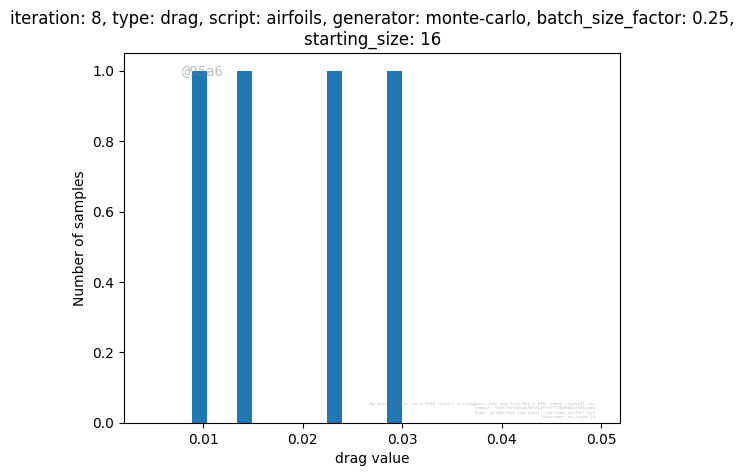 iteration: 8, type: drag, script: airfoils, generator: monte-carlo, batch_size_factor: 0.25,
starting_size: 16
@95a6
1.0
0.8
0.6
0.4
0.2
0.0
Number of samples
0.01
0.02
0.03
0.04
0.05
drag value